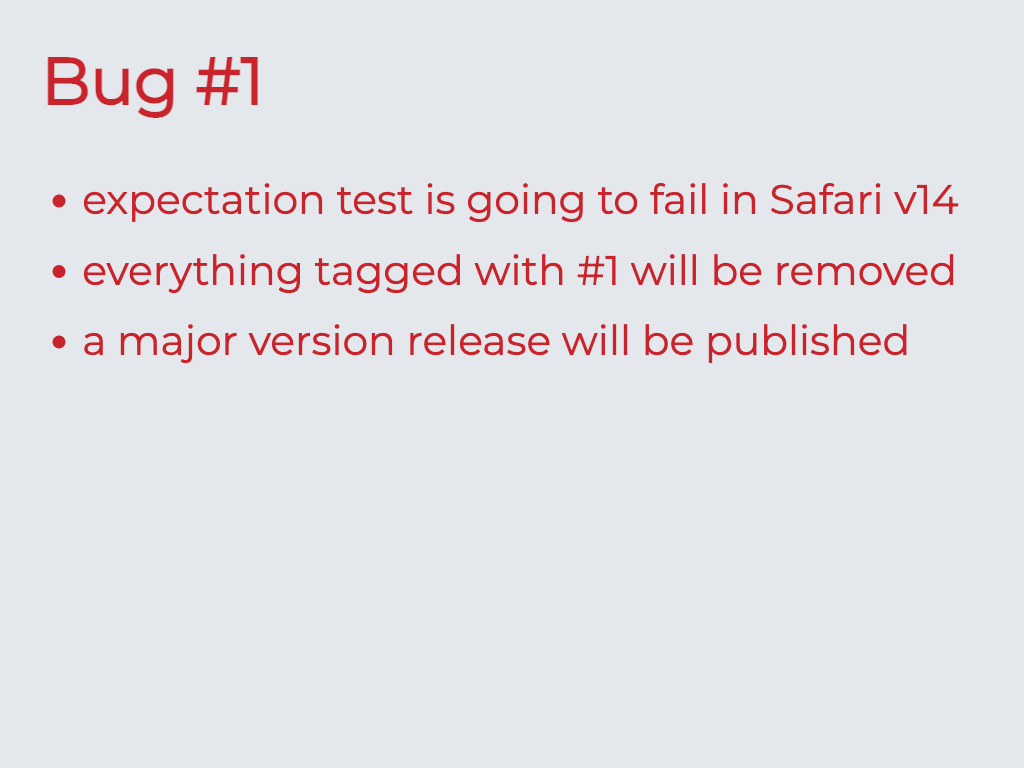 Bug #1
• expectation test is going to fail in Safari v14
• everything tagged with #1 will be removed
• a major version release will be published